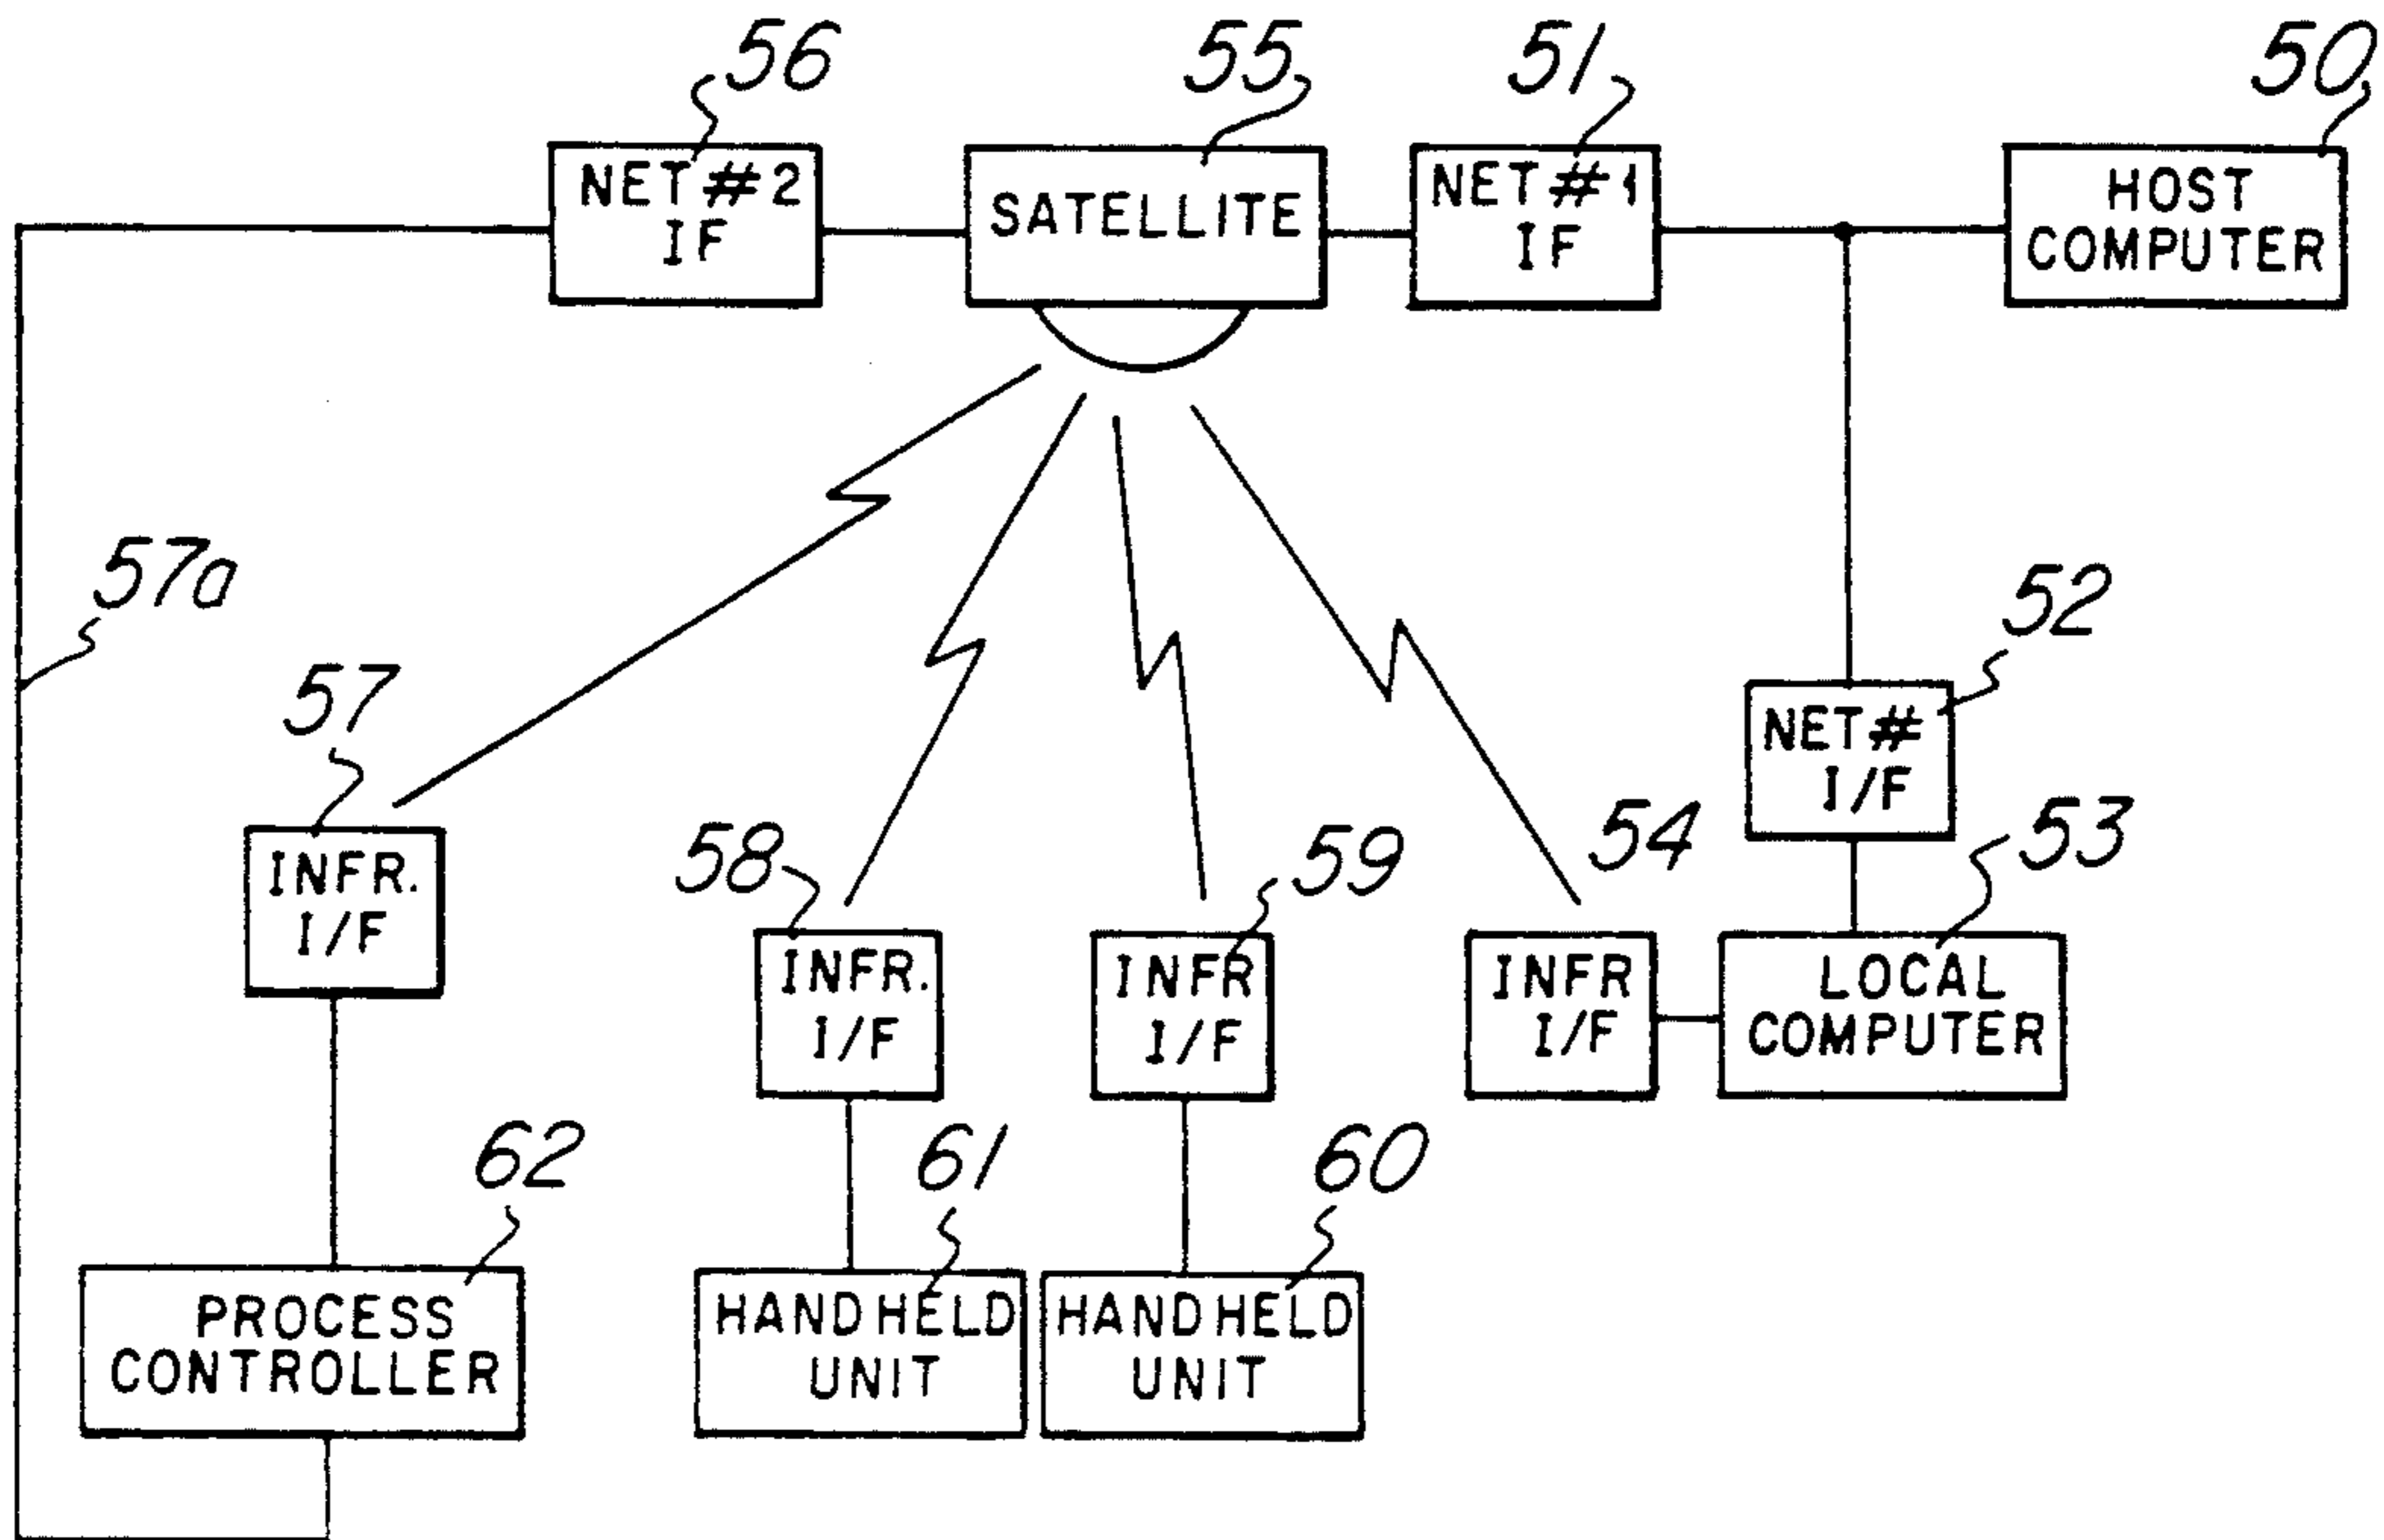 56
55
51
50
NET #2
IF
SATELLITE
NET #1
IF
HOST
COMPUTER
57a
52
57
NET #
I/F
58
59
54
53
INFR.
I/F
INFR.
I/F
INFR
I/F
INFR
I/F
LOCAL
COMPUTER
62
61
60
PROCESS
CONTROLLER
HAND HELD
UNIT
HAND HELD
UNIT